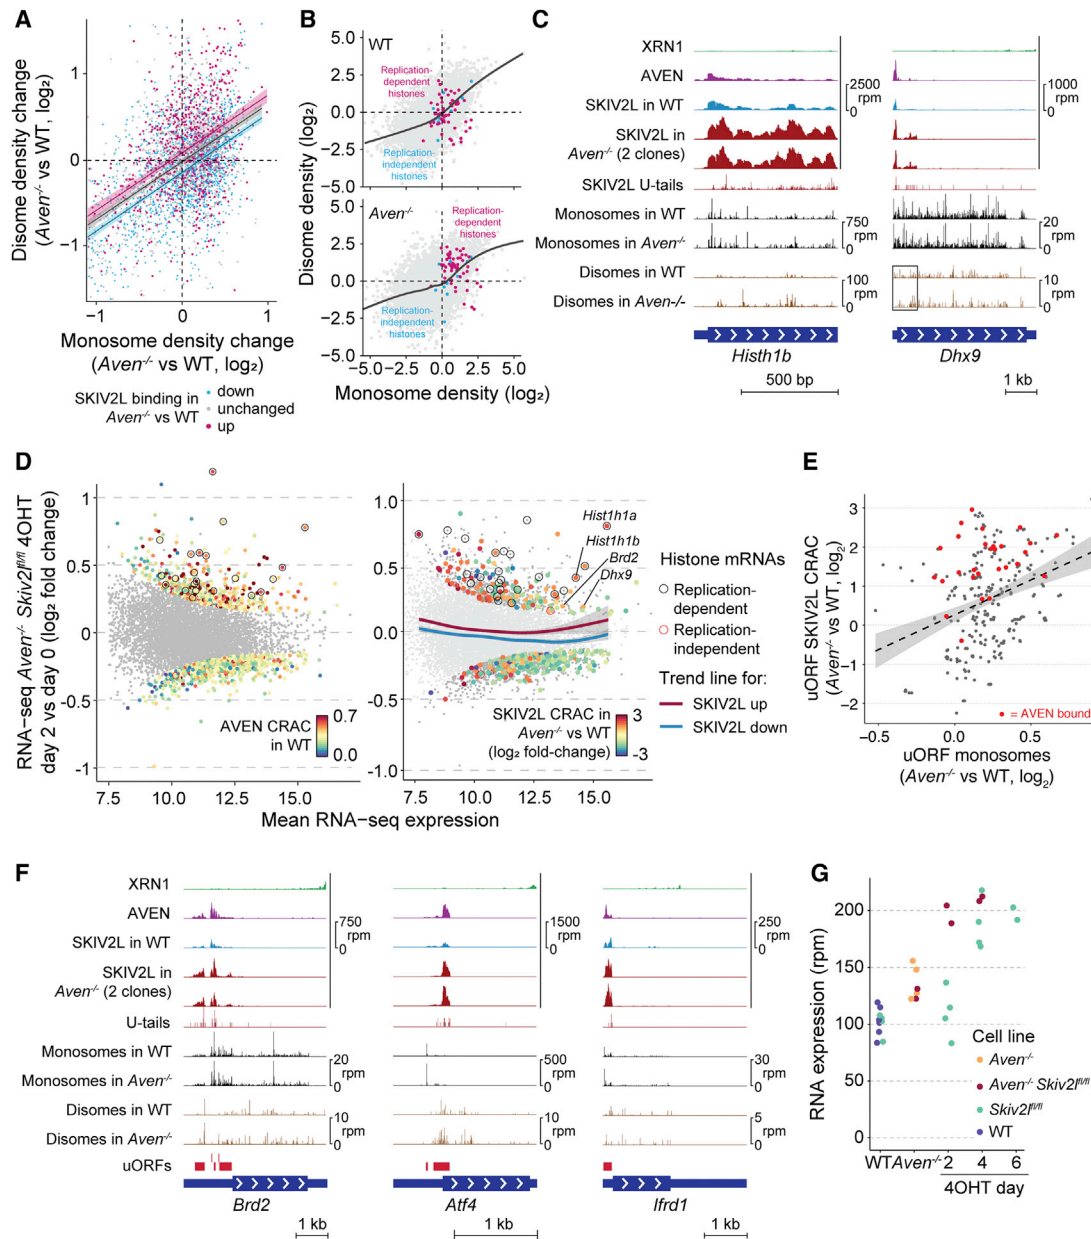 A
Disome density change
(Aven-/- vs WT, log₂)
1
0
−1
−1
0
1
Monosome density change
(Aven-/- vs WT, log₂)
SKIV2L binding in
Aven-/- vs WT
down
unchanged
up
B
Disome density (log₂)
5.0
2.5
0.0
−2.5
−5.0
WT
Replication-
dependent
histones
Replication-
independent
histones
5.0
2.5
0.0
−2.5
−5.0
Aven-/-
Replication-
dependent
histones
Replication-
independent
histones
−5.0 −2.5 0.0 2.5 5.0
Monosome density (log₂)
C
XRN1
AVEN
SKIV2L in WT
SKIV2L in
Aven-/- (2 clones)
SKIV2L U-tails
Monosomes in WT
Monosomes in Aven-/-
Disomes in WT
Disomes in Aven-/-
2500
rpm
0
750
rpm
0
100
rpm
0
Histh1b
500 bp
1000
rpm
0
20
rpm
0
10
rpm
0
Dhx9
1 kb
D
RNA−seq Aven-/- Skiv2lfl/fl 4OHT
day 2 vs day 0 (log₂ fold change)
1
0.5
0
−0.5
−1
AVEN CRAC
in WT
0.7
0.0
7.5 10.0 12.5 15.0
1.0
0.5
0.0
-0.5
-1.0
Hist1h1a
Hist1h1b
Brd2
Dhx9
SKIV2L CRAC in
Aven-/- vs WT
(log₂ fold-change)
3
-3
7.5 10.0 12.5 15.0
Mean RNA−seq expression
Histone mRNAs
Replication-
dependent
Replication-
independent
Trend line for:
SKIV2L up
SKIV2L down
E
uORF SKIV2L CRAC
(Aven-/- vs WT, log₂)
3
2
1
0
−1
−2
= AVEN bound
−0.5 0.0 0.5
uORF monosomes
(Aven-/- vs WT, log₂)
F
XRN1
AVEN
SKIV2L in WT
SKIV2L in
Aven-/- (2 clones)
U-tails
Monosomes in WT
Monosomes in Aven-/-
Disomes in WT
Disomes in Aven-/-
uORFs
750
rpm
0
20
rpm
0
10
rpm
0
Brd2
1 kb
1500
rpm
0
500
rpm
0
10
rpm
0
Atf4
1 kb
250
rpm
0
30
rpm
0
5
rpm
0
Ifrd1
1 kb
G
RNA expression (rpm)
200
150
100
50
0
Cell line
Aven-/-
Aven-/- Skiv2lfl/fl
Skiv2lfl/fl
WT
WT Aven-/- 2 4 6
4OHT day